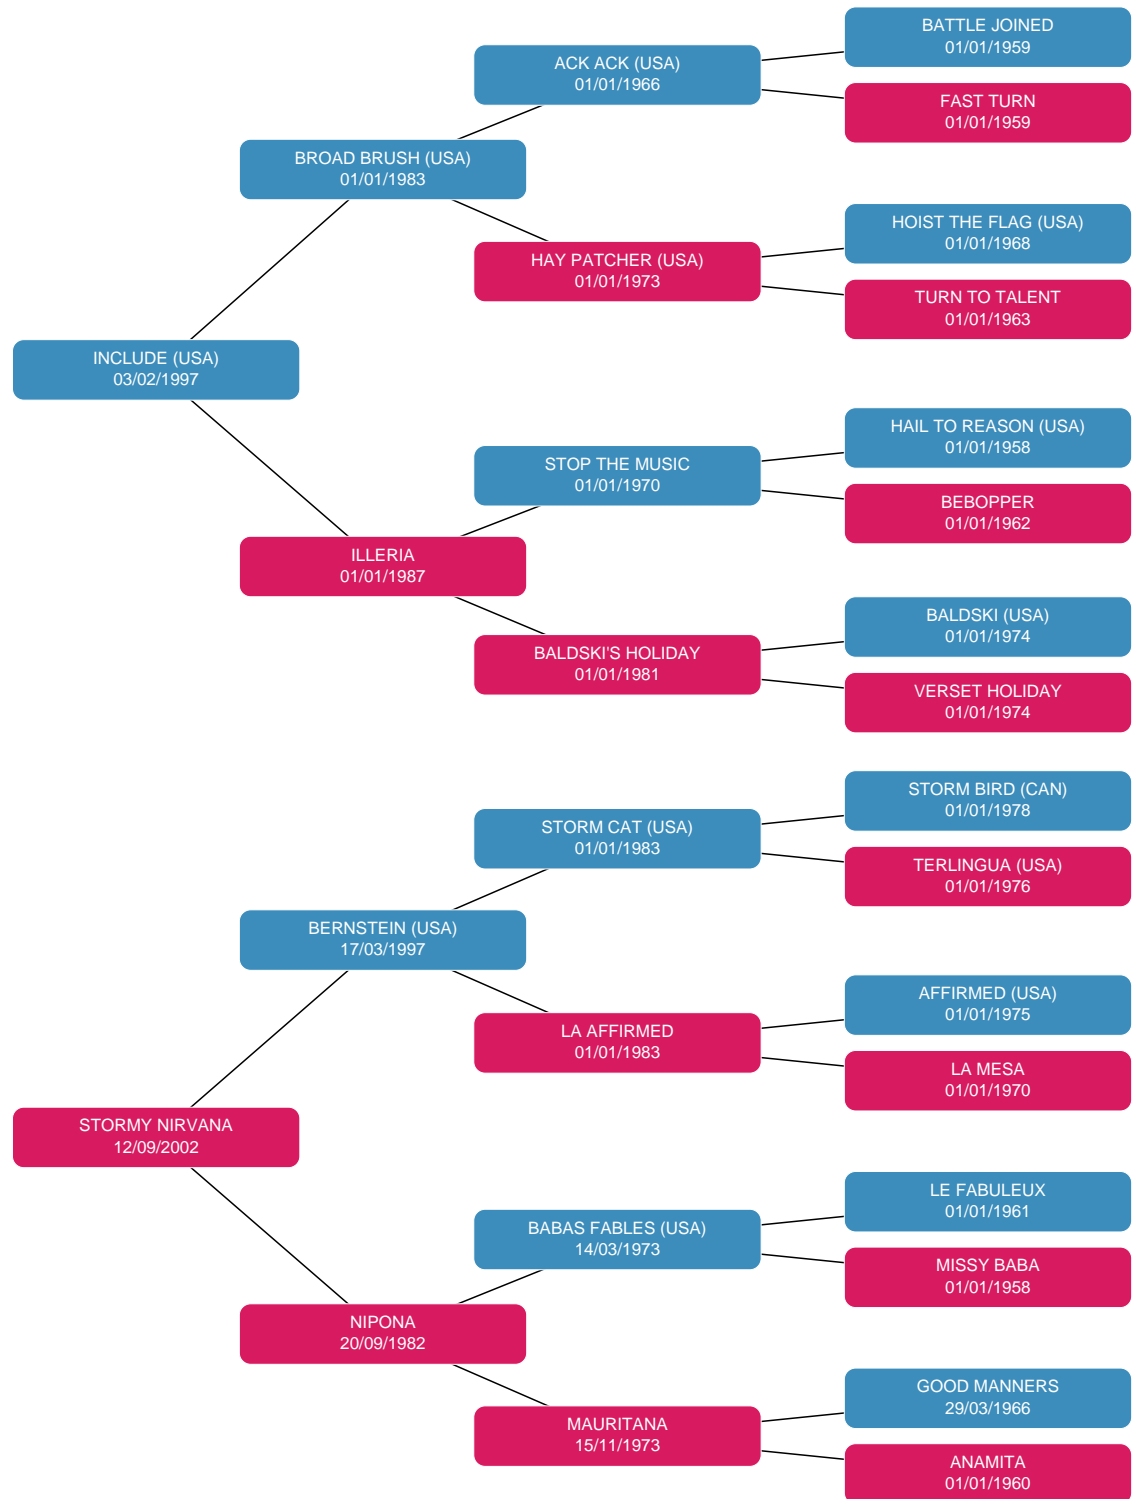 BATTLE JOINED
01/01/1959
ACK ACK (USA)
01/01/1966
FAST TURN
01/01/1959
BROAD BRUSH (USA)
01/01/1983
HOIST THE FLAG (USA)
01/01/1968
HAY PATCHER (USA)
01/01/1973
TURN TO TALENT
01/01/1963
INCLUDE (USA)
03/02/1997
HAIL TO REASON (USA)
01/01/1958
STOP THE MUSIC
01/01/1970
BEBOPPER
01/01/1962
ILLERIA
01/01/1987
BALDSKI (USA)
01/01/1974
BALDSKI'S HOLIDAY
01/01/1981
VERSET HOLIDAY
01/01/1974
STORM BIRD (CAN)
01/01/1978
STORM CAT (USA)
01/01/1983
TERLINGUA (USA)
01/01/1976
BERNSTEIN (USA)
17/03/1997
AFFIRMED (USA)
01/01/1975
LA AFFIRMED
01/01/1983
LA MESA
01/01/1970
STORMY NIRVANA
12/09/2002
LE FABULEUX
01/01/1961
BABAS FABLES (USA)
14/03/1973
MISSY BABA
01/01/1958
NIPONA
20/09/1982
GOOD MANNERS
29/03/1966
MAURITANA
15/11/1973
ANAMITA
01/01/1960